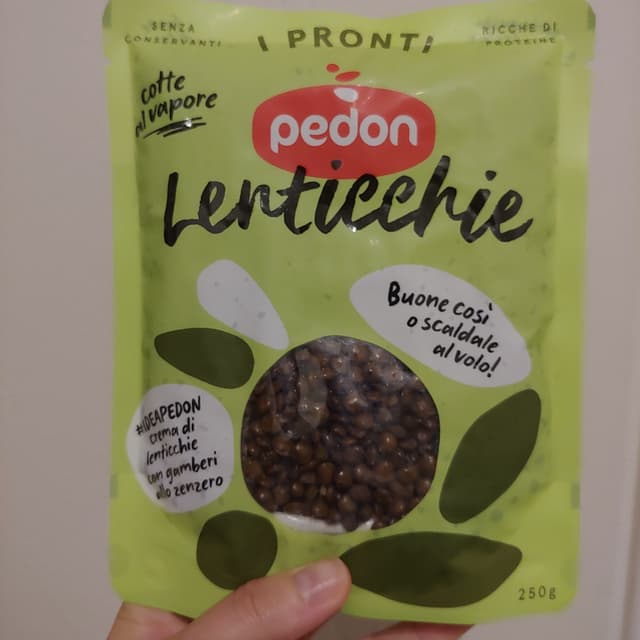 SENZA
CONSERVANTI
I PRONTI
RICCHE DI
PROTEINE
cotte
al vapore
pedon
Lenticchie
Buone così
o scaldale
al volo!
#IDEAPEDON
crema di
lenticchie
con gamberi
allo zenzero
250g